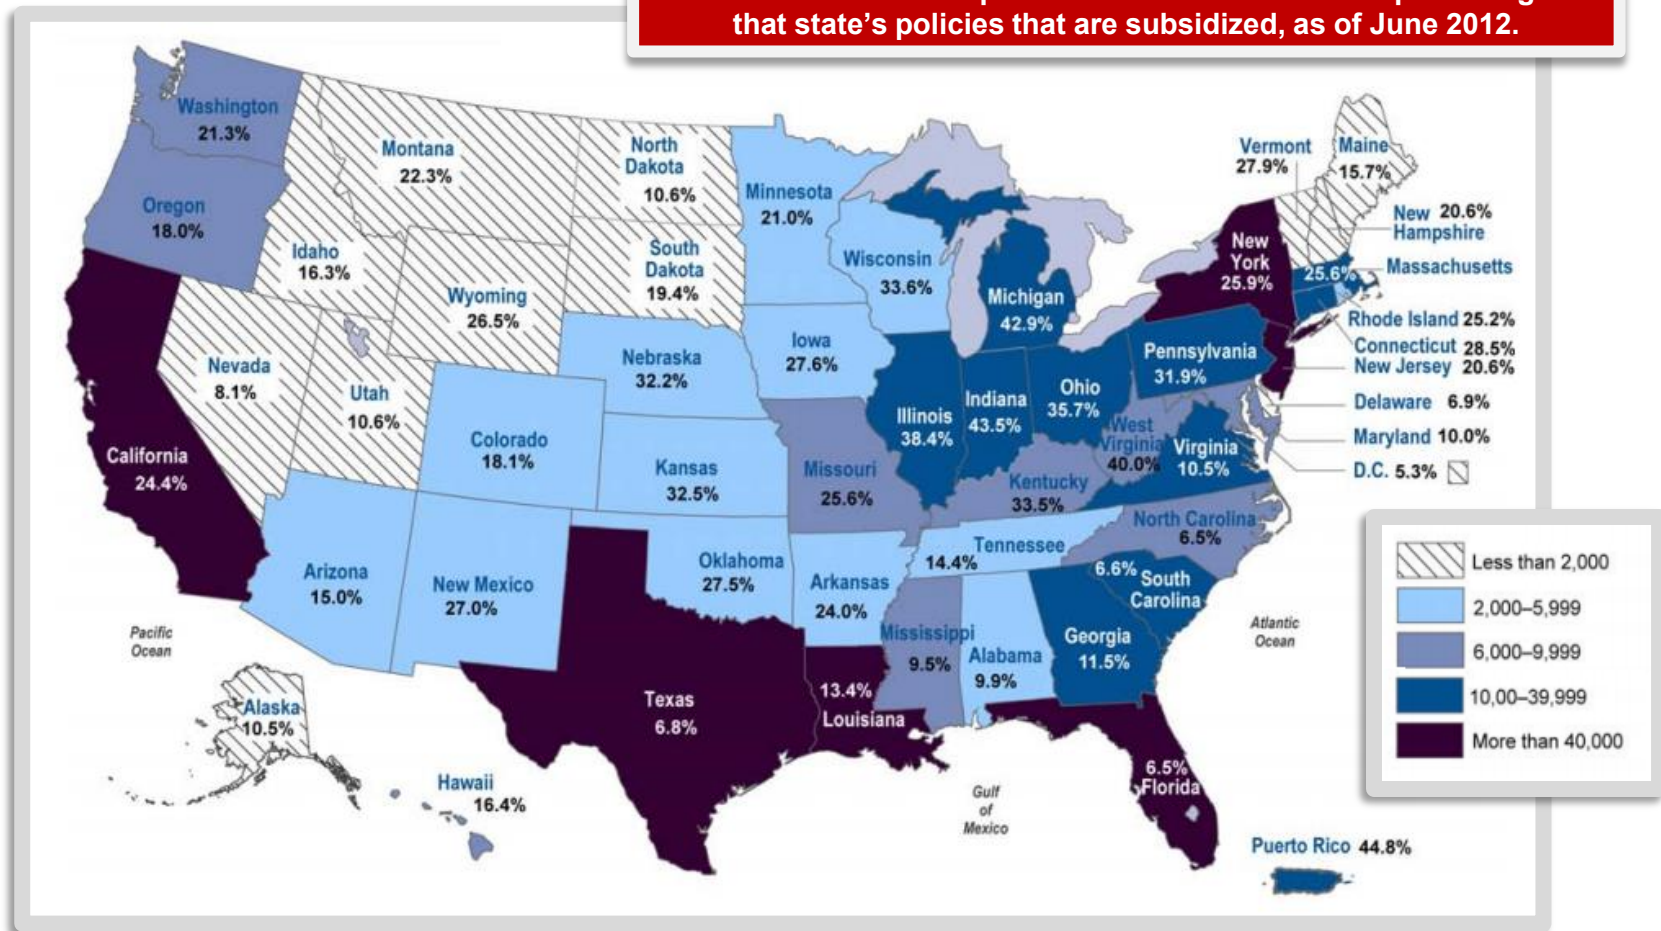 that state’s policies that are subsidized, as of June 2012.
Washington
21.3%
Montana
22.3%
North
Dakota
10.6%
Minnesota
21.0%
Vermont
27.9%
Maine
15.7%
Oregon
18.0%
Idaho
16.3%
South
Dakota
19.4%
Wisconsin
33.6%
Michigan
42.9%
New
York
25.9%
New 20.6%
Hampshire
25.6%
Massachusetts
Wyoming
26.5%
Rhode Island 25.2%
Connecticut 28.5%
New Jersey 20.6%
Nevada
8.1%
Utah
10.6%
Nebraska
32.2%
Iowa
27.6%
Illinois
38.4%
Indiana
43.5%
Ohio
35.7%
Pennsylvania
31.9%
Delaware 6.9%
Maryland 10.0%
D.C. 5.3%
California
24.4%
Colorado
18.1%
Kansas
32.5%
Missouri
25.6%
Kentucky
33.5%
West
Virginia
40.0%
Virginia
10.5%
North Carolina
6.5%
Arizona
15.0%
New Mexico
27.0%
Oklahoma
27.5%
Arkansas
24.0%
Tennessee
14.4%
6.6%
South
Carolina
Mississippi
9.5%
Alabama
9.9%
Georgia
11.5%
Pacific
Ocean
Atlantic
Ocean
Texas
6.8%
13.4%
Louisiana
6.5%
Florida
Alaska
10.5%
Hawaii
16.4%
Gulf
of
Mexico
Puerto Rico 44.8%
Less than 2,000
2,000–5,999
6,000–9,999
10,00–39,999
More than 40,000